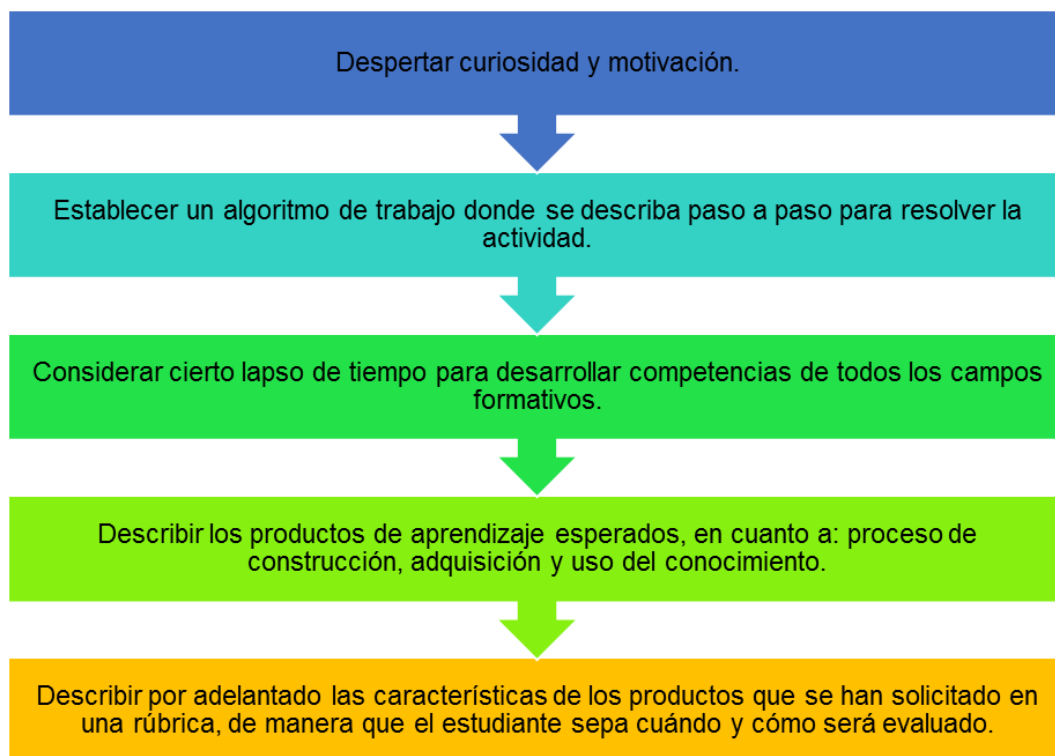 Despertar curiosidad y motivación.
Establecer un algoritmo de trabajo donde se describa paso a paso para resolver la
actividad.
Considerar cierto lapso de tiempo para desarrollar competencias de todos los campos
formativos.
Describir los productos de aprendizaje esperados, en cuanto a: proceso de
construcción, adquisición y uso del conocimiento.
Describir por adelantado las características de los productos que se han solicitado en
una rúbrica, de manera que el estudiante sepa cuándo y cómo será evaluado.